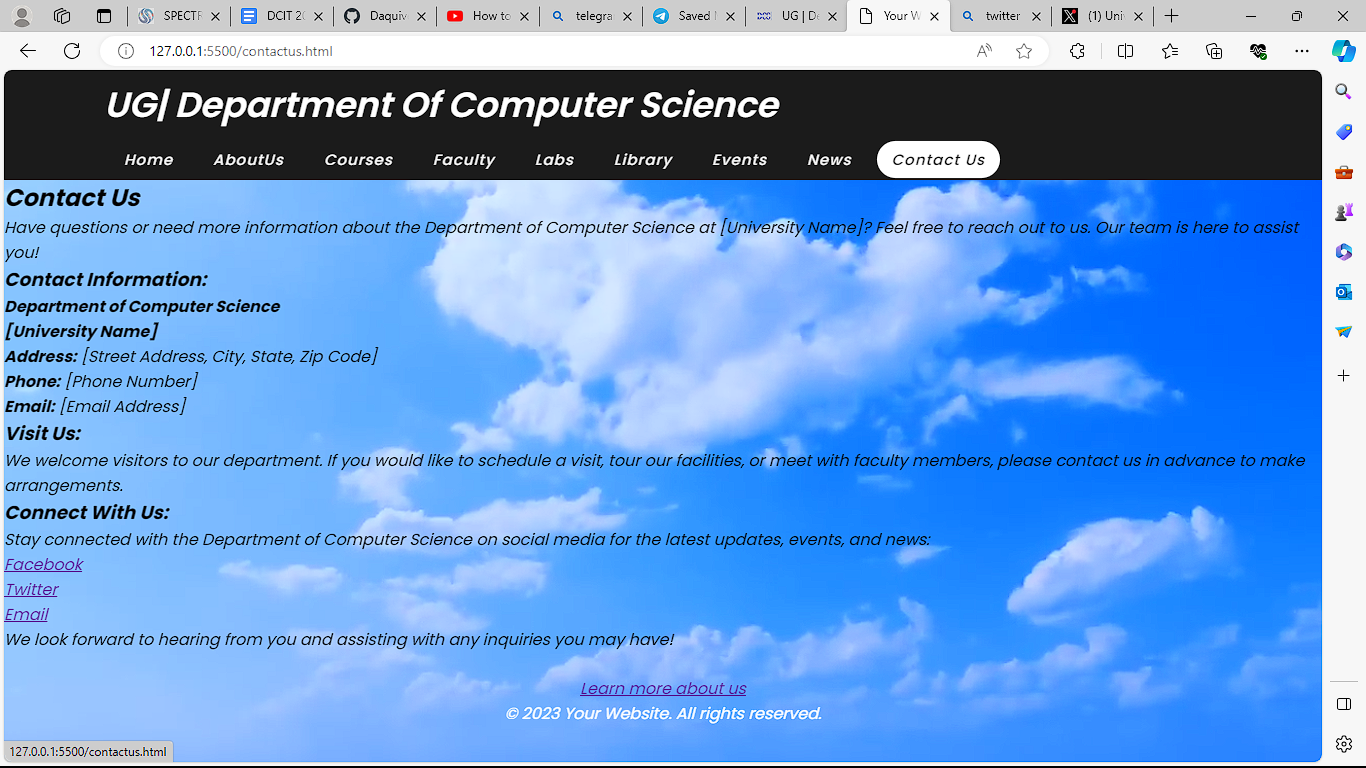 SPECTR
DCIT 20
Daquiv
How to
telegra
Saved
UG | De
Your W
twitter
(1) Uni
127.0.0.1:5500/contactus.html
UG| Department Of Computer Science
Home AboutUs Courses Faculty Labs Library Events News Contact Us
Contact Us
Have questions or need more information about the Department of Computer Science at [University Name]? Feel free to reach out to us. Our team is here to assist
you!
Contact Information:
Department of Computer Science
[University Name]
Address: [Street Address, City, State, Zip Code]
Phone: [Phone Number]
Email: [Email Address]
Visit Us:
We welcome visitors to our department. If you would like to schedule a visit, tour our facilities, or meet with faculty members, please contact us in advance to make
arrangements.
Connect With Us:
Stay connected with the Department of Computer Science on social media for the latest updates, events, and news:
Facebook
Twitter
Email
We look forward to hearing from you and assisting with any inquiries you may have!
Learn more about us
© 2023 Your Website. All rights reserved.
127.0.0.1:5500/contactus.html